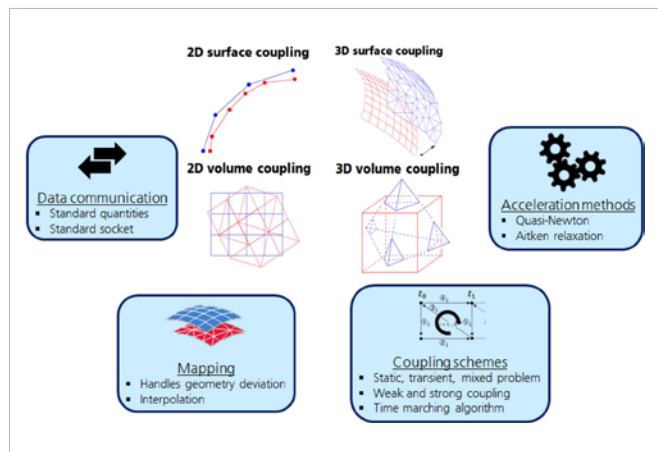 2D surface coupling
3D surface coupling
Data communication
Standard quantities
Standard socket
2D volume coupling
3D volume coupling
Acceleration methods
Quasi-Newton
Aitken relaxation
Mapping
Handles geometry deviation
Interpolation
t₀ t₁
Coupling schemes
Static, transient, mixed problem
Weak and strong coupling
Time marching algorithm